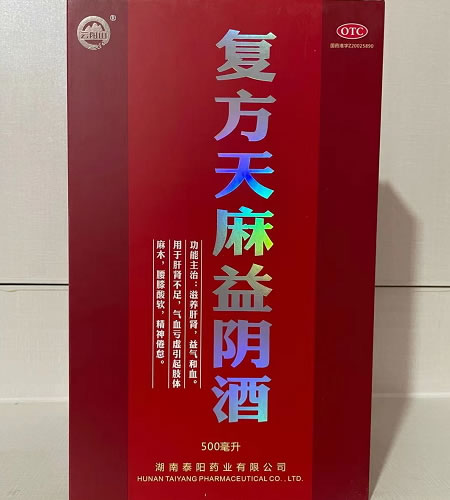 云阳山
®
OTC
国药准字Z20025890
复方天麻益阴酒
功能主治：滋养肝肾，益气和血。
用于肝肾不足，气血亏虚引起肢体
麻木，腰膝酸软，精神倦怠。
500毫升
湖南泰阳药业有限公司
HUNAN TAIYANG PHARMACEUTICAL CO., LTD.